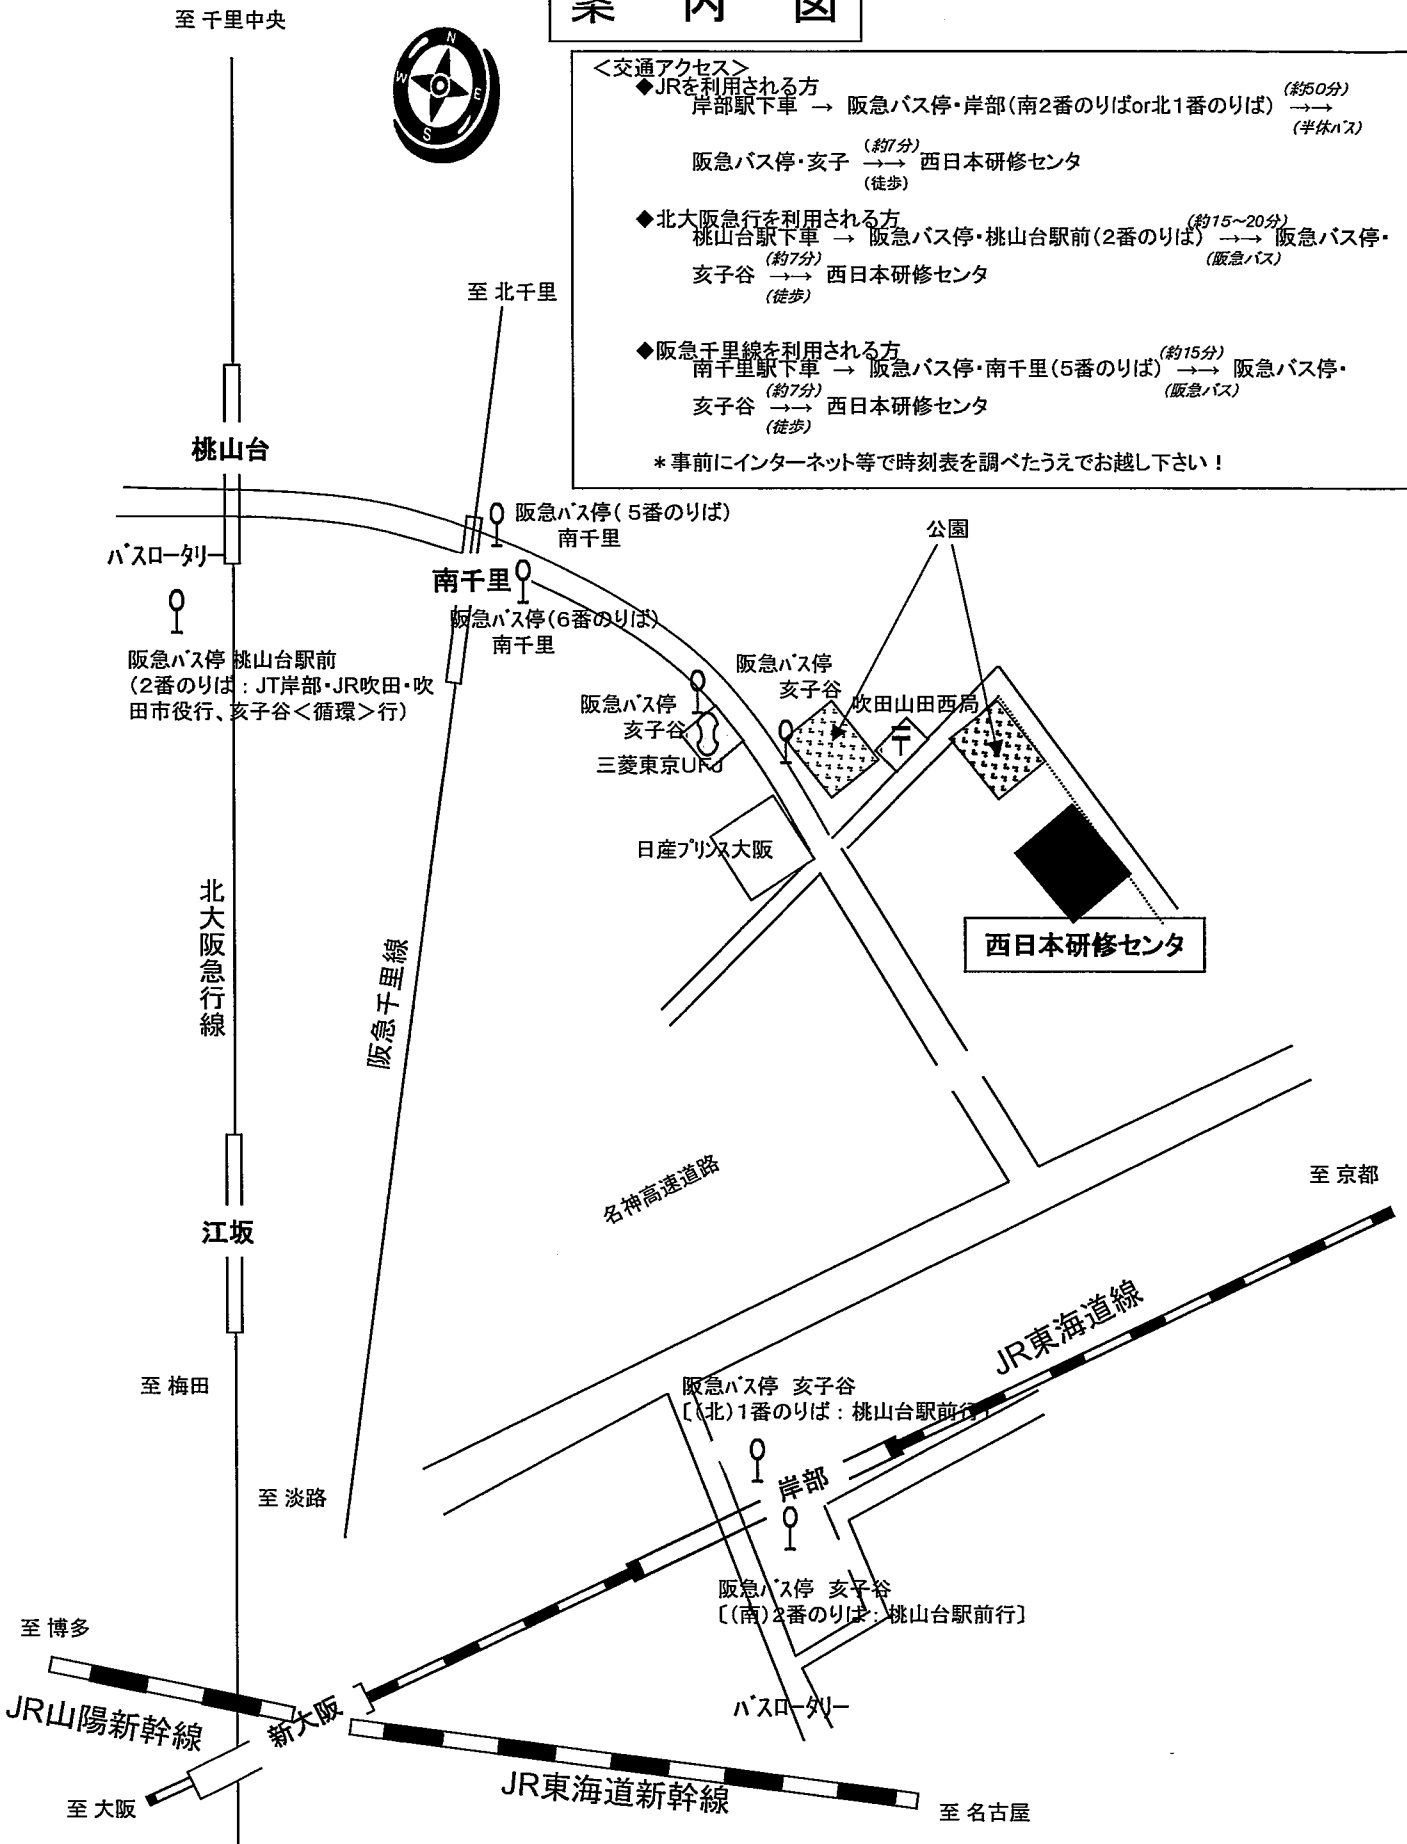 案 内 図
至 千里中央
N
W
E
S
＜交通アクセス＞
◆JRを利用される方
岸部駅下車 → 阪急バス停・岸部(南2番のりばor北1番のりば) (約50分) →→ (半休バス)
阪急バス停・亥子 (約7分) →→ (徒歩) 西日本研修センタ
◆北大阪急行を利用される方
桃山台駅下車 → 阪急バス停・桃山台駅前(2番のりば) (約15～20分) →→ (阪急バス) 阪急バス停・
亥子谷 (約7分) →→ (徒歩) 西日本研修センタ
◆阪急千里線を利用される方
南千里駅下車 → 阪急バス停・南千里(5番のりば) (約15分) →→ (阪急バス) 阪急バス停・
亥子谷 (約7分) →→ (徒歩) 西日本研修センタ
＊事前にインターネット等で時刻表を調べたうえでお越し下さい！
至 北千里
桃山台
バスロータリー
阪急バス停(5番のりば)
南千里
南千里
阪急バス停(6番のりば)
南千里
公園
阪急バス停 桃山台駅前
(2番のりば：JT岸部・JR吹田・吹
田市役行、亥子谷＜循環＞行)
阪急バス停
亥子谷
阪急バス停
亥子谷
吹田山田西局
〒
三菱東京UFJ
日産プリンス大阪
西日本研修センタ
北大阪急行線
阪急千里線
名神高速道路
江坂
至 京都
JR東海道線
至 梅田
阪急バス停 亥子谷
〔(北)1番のりば：桃山台駅前行〕
岸部
至 淡路
阪急バス停 亥子谷
〔(南)2番のりば：桃山台駅前行〕
至 博多
JR山陽新幹線
新大阪
バスロータリー
JR東海道新幹線
至 大阪
至 名古屋